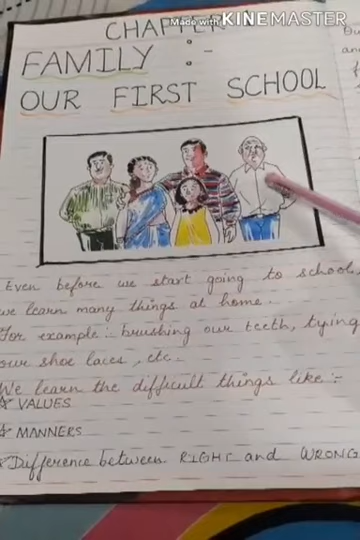 Made with KINEMASTER
CHAPTER :-
FAMILY :
OUR FIRST SCHOOL
Even before we start going to school,
we learn many things at home.
For example :- brushing our teeth, tying
our shoe laces, etc.
We learn the difficult things like :-
☆ VALUES
☆ MANNERS
☆ Difference between RIGHT and WRONG